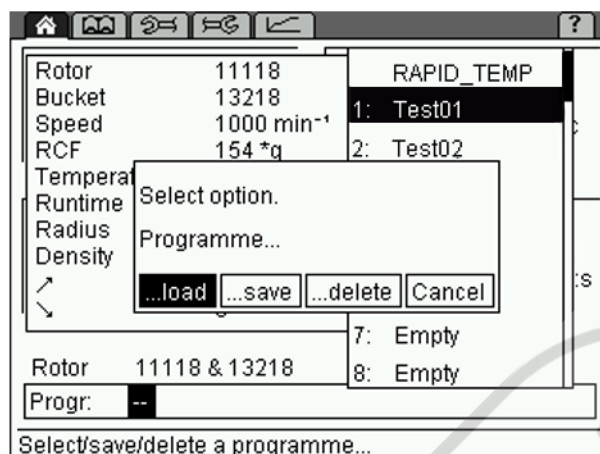 ?
Rotor 11118
Bucket 13218
Speed 1000 min⁻¹
RCF 154 *g
Runtime
Radius
Density
RAPID_TEMP
1: Test01
2: Test02
7: Empty
8: Empty
Select option.
Programme...
...load ...save ...delete Cancel
Rotor 11118 & 13218
Progr: --
Select/save/delete a programme...